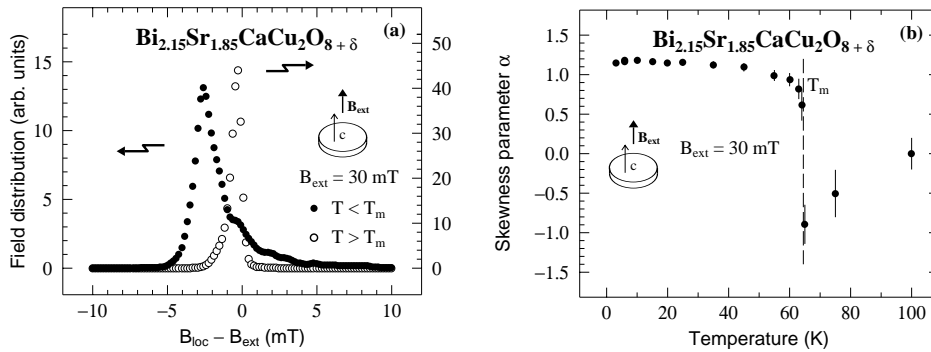 Bi2.15Sr1.85CaCu2O8 + δ (a)
Field distribution (arb. units)
15
10
5
0
50
40
30
20
10
0
Bext
c
Bext = 30 mT
T < Tm
T > Tm
−10 −5 0 5 10
Bloc − Bext (mT)
Bi2.15Sr1.85CaCu2O8 + δ (b)
Skewness parameter α
1.5
1.0
0.5
0.0
−0.5
−1.0
−1.5
Tm
Bext
c
Bext = 30 mT
0 20 40 60 80 100
Temperature (K)